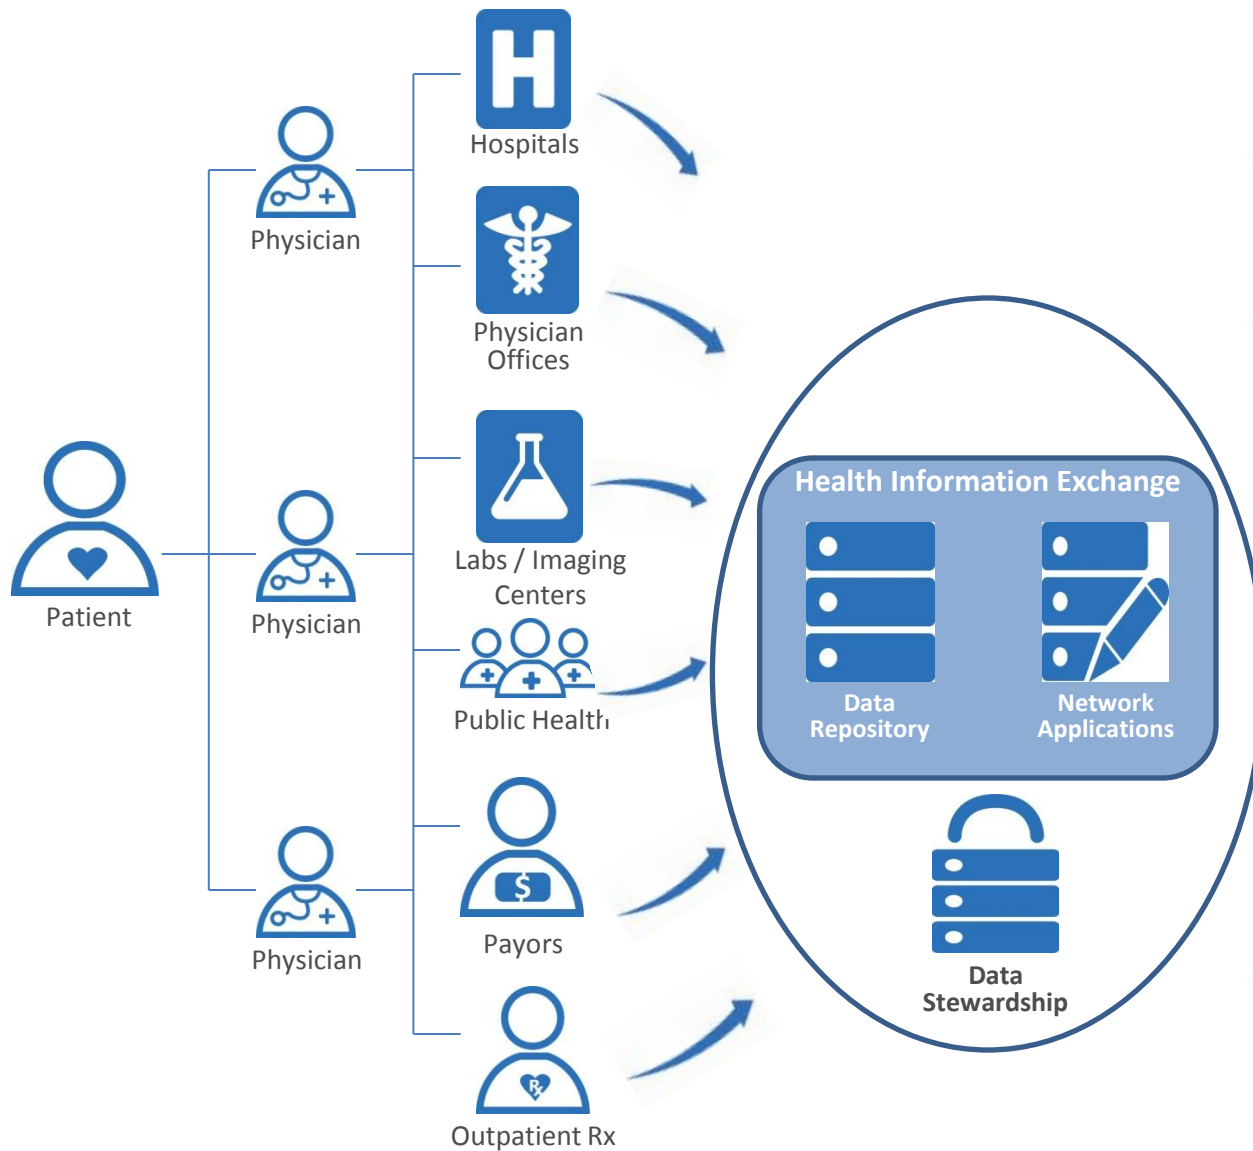 H
Hospitals
Physician
Physician
Offices
Labs / Imaging
Centers
Patient
Physician
Public Health
$
Payors
Physician
Rx
Outpatient Rx
Health Information Exchange
Data
Repository
Network
Applications
Data
Stewardship